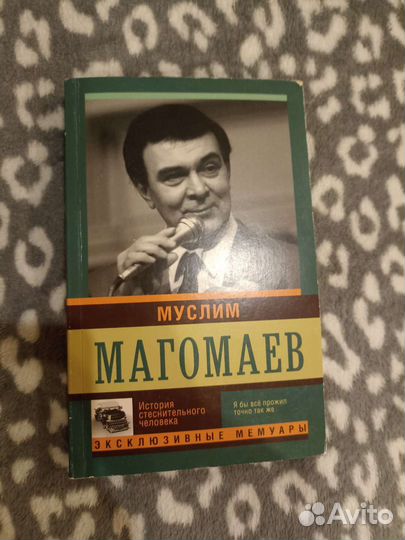 МУСЛИМ
МАГОМАЕВ
История
стеснительного
человека
Я бы всё прожил
точно так же
ЭКСКЛЮЗИВНЫЕ МЕМУАРЫ
Avito